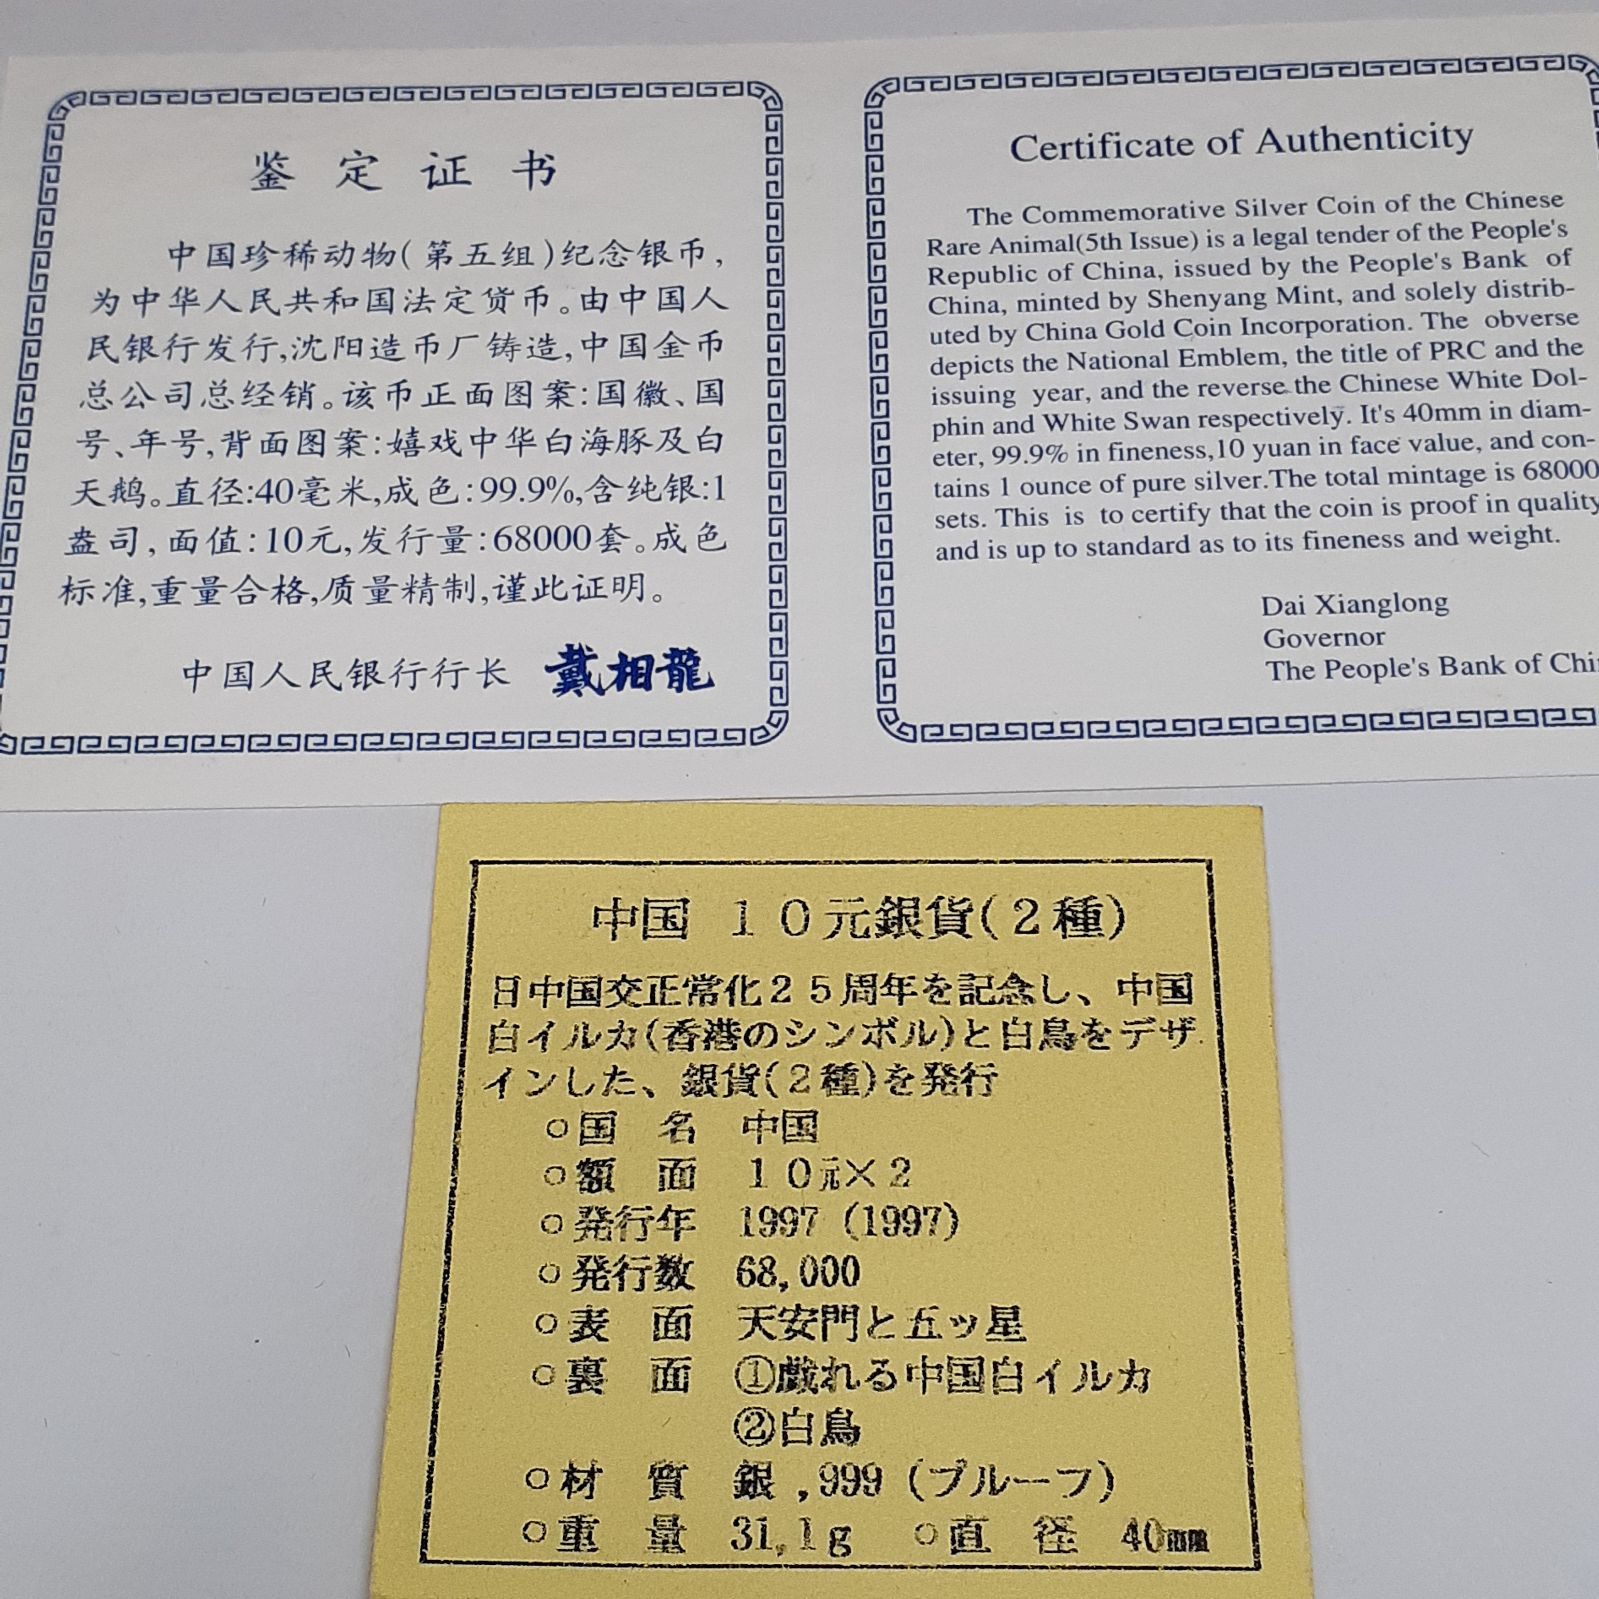 鉴定证书
中国珍稀动物(第五组)纪念银币,
为中华人民共和国法定货币。由中国人
民银行发行,沈阳造币厂铸造,中国金币
总公司总经销。该币正面图案:国徽、国
号、年号,背面图案:嬉戏中华白海豚及白
天鹅。直径:40毫米,成色:99.9%,含纯银:1
盎司,面值:10元,发行量:68000套。成色
标准,重量合格,质量精制,谨此证明。
中国人民银行行长 戴相龍
Certificate of Authenticity
The Commemorative Silver Coin of the Chinese
Rare Animal(5th Issue) is a legal tender of the People's
Republic of China, issued by the People's Bank of
China, minted by Shenyang Mint, and solely distrib-
uted by China Gold Coin Incorporation. The obverse
depicts the National Emblem, the title of PRC and the
issuing year, and the reverse the Chinese White Dol-
phin and White Swan respectively. It's 40mm in diam-
eter, 99.9% in fineness,10 yuan in face value, and con-
tains 1 ounce of pure silver.The total mintage is 68000
sets. This is to certify that the coin is proof in quality
and is up to standard as to its fineness and weight.
Dai Xianglong
Governor
The People's Bank of Chi
中国 10元銀貨(2種)
日中国交正常化25周年を記念し、中国
白イルカ(香港のシンボル)と白鳥をデザ
インした、銀貨(2種)を発行
○国 名 中国
○額 面 10元×2
○発行年 1997 (1997)
○発行数 68,000
○表 面 天安門と五ッ星
○裏 面 ①戯れる中国白イルカ
②白鳥
○材 質 銀 ,999 (プルーフ)
○重 量 31,1g ○直 径 40mm